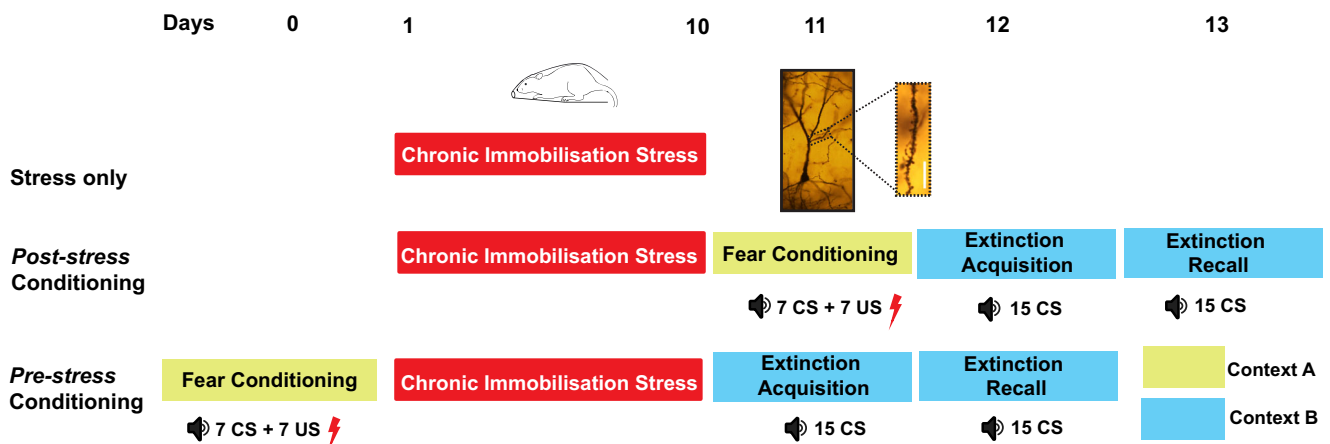 Days 0 1 10 11 12 13
Stress only
Chronic Immobilisation Stress
Post-stress
Conditioning
Chronic Immobilisation Stress
Fear Conditioning
7 CS + 7 US
Extinction
Acquisition
15 CS
Extinction
Recall
15 CS
Pre-stress
Conditioning
Fear Conditioning
7 CS + 7 US
Chronic Immobilisation Stress
Extinction
Acquisition
15 CS
Extinction
Recall
15 CS
Context A
Context B